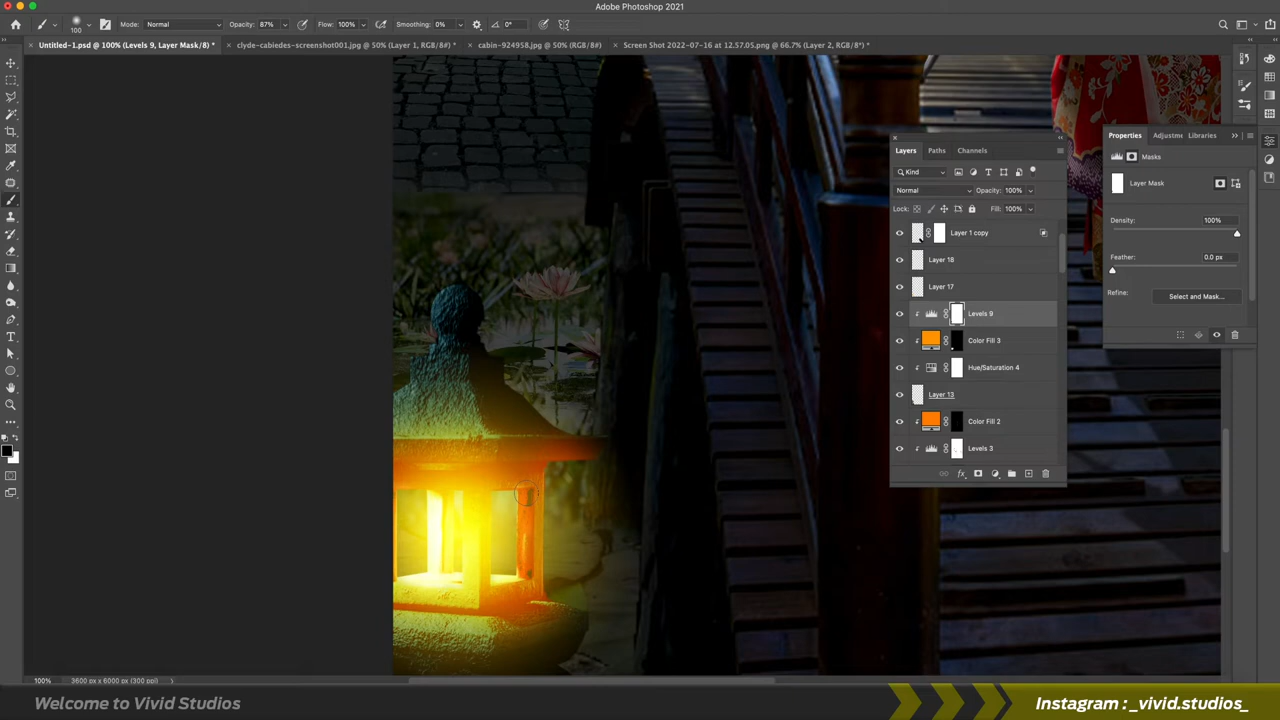 Adobe Photoshop 2021
100
Mode: Normal Opacity: 87% Flow: 100% Smoothing: 0% 0°
Untitled-1.psd @ 100% (Levels 9, Layer Mask/8) *
clyde-cabiedes-screenshot001.jpg @ 50% (Layer 1, RGB/8#) *
cabin-924958.jpg @ 50% (RGB/8#)
Screen Shot 2022-07-16 at 12.57.05.png @ 66.7% (Layer 2, RGB/8*) *
Layers Paths Channels
Kind
Normal Opacity: 100%
Lock: Fill: 100%
Layer 1 copy
Layer 18
Layer 17
Levels 9
Color Fill 3
Hue/Saturation 4
Layer 13
Color Fill 2
Levels 3
fx
Properties Adjustme Libraries
Masks
Layer Mask
Density: 100%
Feather: 0.0 px
Refine: Select and Mask...
100% 3600 px x 6000 px (300 ppi)
Welcome to Vivid Studios
Instagram : _vivid.studios_